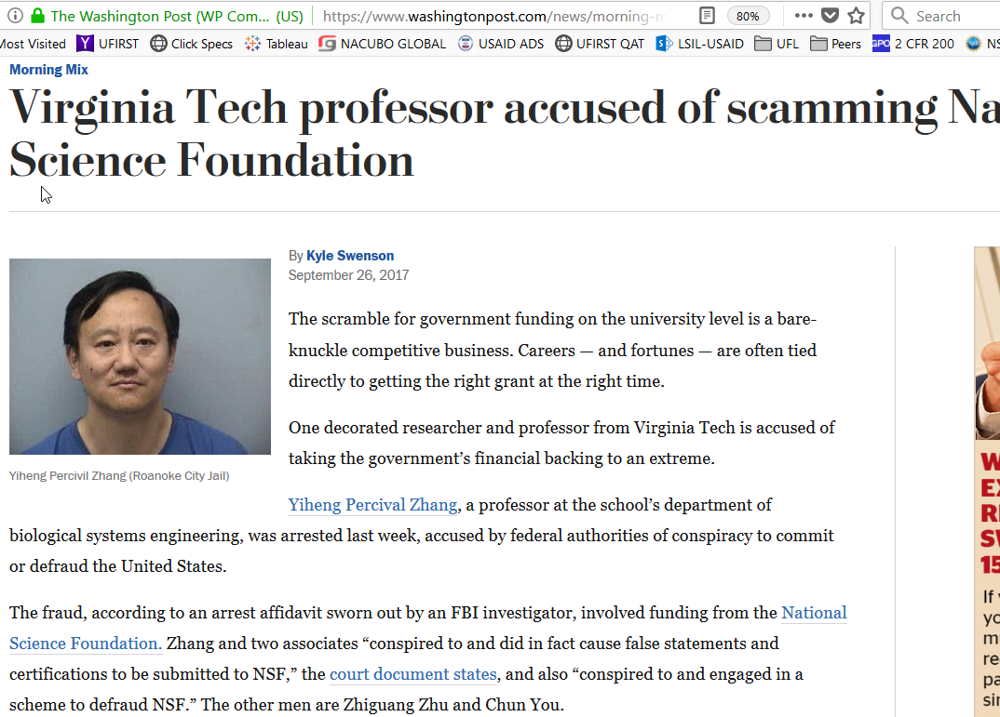 The Washington Post (WP Com... (US) https://www.washingtonpost.com/news/morning-m 80% Search
Most Visited UFIRST Click Specs Tableau NACUBO GLOBAL USAID ADS UFIRST QAT LSIL-USAID UFL Peers GPO 2 CFR 200 NS
Morning Mix
Virginia Tech professor accused of scamming Na
Science Foundation
By Kyle Swenson
September 26, 2017
The scramble for government funding on the university level is a bare-
knuckle competitive business. Careers — and fortunes — are often tied
directly to getting the right grant at the right time.
One decorated researcher and professor from Virginia Tech is accused of
taking the government’s financial backing to an extreme.
Yiheng Percivil Zhang (Roanoke City Jail)
Yiheng Percival Zhang, a professor at the school’s department of
biological systems engineering, was arrested last week, accused by federal authorities of conspiracy to commit
or defraud the United States.
The fraud, according to an arrest affidavit sworn out by an FBI investigator, involved funding from the National
Science Foundation. Zhang and two associates “conspired to and did in fact cause false statements and
certifications to be submitted to NSF,” the court document states, and also “conspired to and engaged in a
scheme to defraud NSF.” The other men are Zhiguang Zhu and Chun You.
W
E
R
S
15
If
yo
m
re
pa
si